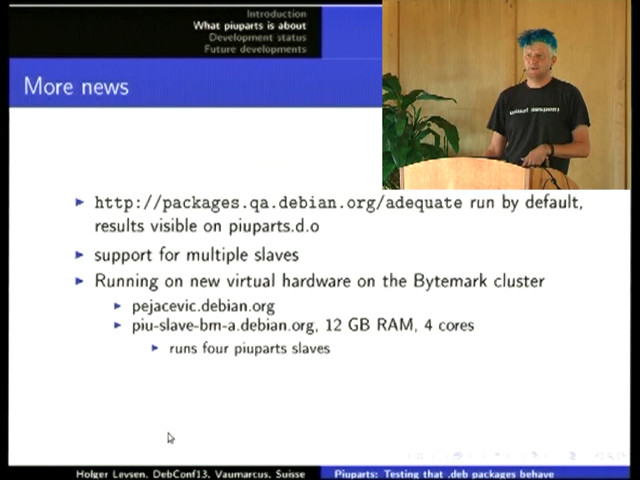 Introduction
What piuparts is about
Development status
Future developments
More news
http://packages.qa.debian.org/adequate run by default,
results visible on piuparts.d.o
support for multiple slaves
Running on new virtual hardware on the Bytemark cluster
pejacevic.debian.org
piu-slave-bm-a.debian.org, 12 GB RAM, 4 cores
runs four piuparts slaves
Holger Levsen, DebConf13, Vaumarcus, Suisse
Piuparts: Testing that .deb packages behave